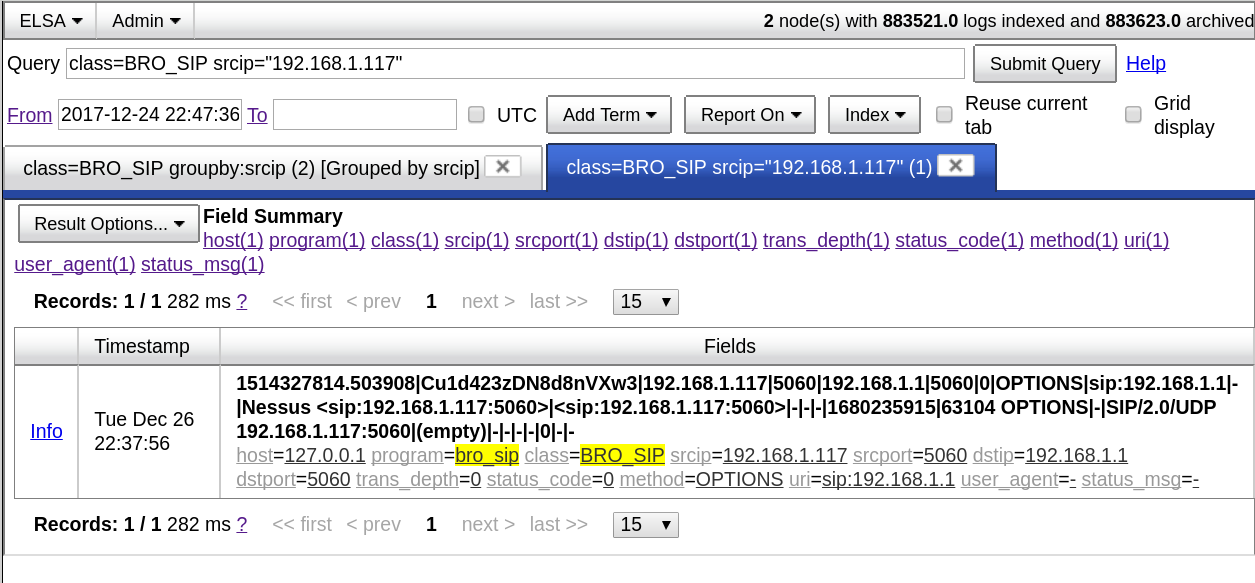 ELSA Admin 2 node(s) with 883521.0 logs indexed and 883623.0 archived
Query class=BRO_SIP srcip="192.168.1.117" Submit Query Help
From 2017-12-24 22:47:36 To UTC Add Term Report On Index Reuse current tab Grid display
class=BRO_SIP groupby:srcip (2) [Grouped by srcip] class=BRO_SIP srcip="192.168.1.117" (1)
Result Options... Field Summary
host(1) program(1) class(1) srcip(1) srcport(1) dstip(1) dstport(1) trans_depth(1) status_code(1) method(1) uri(1)
user_agent(1) status_msg(1)
Records: 1 / 1 282 ms ? << first < prev 1 next > last >> 15
Timestamp Fields
Info Tue Dec 26 22:37:56
1514327814.503908|Cu1d423zDN8d8nVXw3|192.168.1.117|5060|192.168.1.1|5060|0|OPTIONS|sip:192.168.1.1|-
|Nessus <sip:192.168.1.117:5060>|<sip:192.168.1.117:5060>|-|-|-|1680235915|63104 OPTIONS|-|SIP/2.0/UDP
192.168.1.117:5060|(empty)|-|-|-|-|0|-|-
host=127.0.0.1 program=bro_sip class=BRO_SIP srcip=192.168.1.117 srcport=5060 dstip=192.168.1.1
dstport=5060 trans_depth=0 status_code=0 method=OPTIONS uri=sip:192.168.1.1 user_agent=- status_msg=-
Records: 1 / 1 282 ms ? << first < prev 1 next > last >> 15